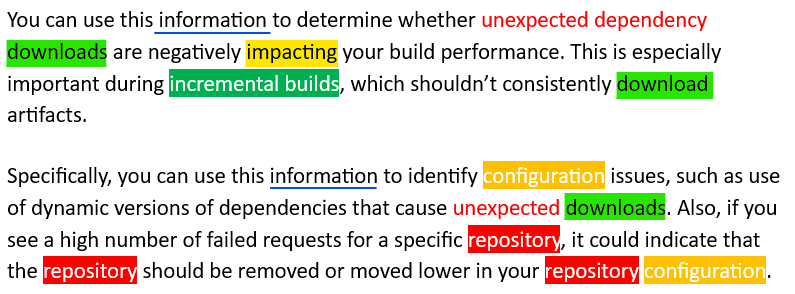 You can use this information to determine whether unexpected dependency
downloads are negatively impacting your build performance. This is especially
important during incremental builds, which shouldn’t consistently download
artifacts.
Specifically, you can use this information to identify configuration issues, such as use
of dynamic versions of dependencies that cause unexpected downloads. Also, if you
see a high number of failed requests for a specific repository, it could indicate that
the repository should be removed or moved lower in your repository configuration.